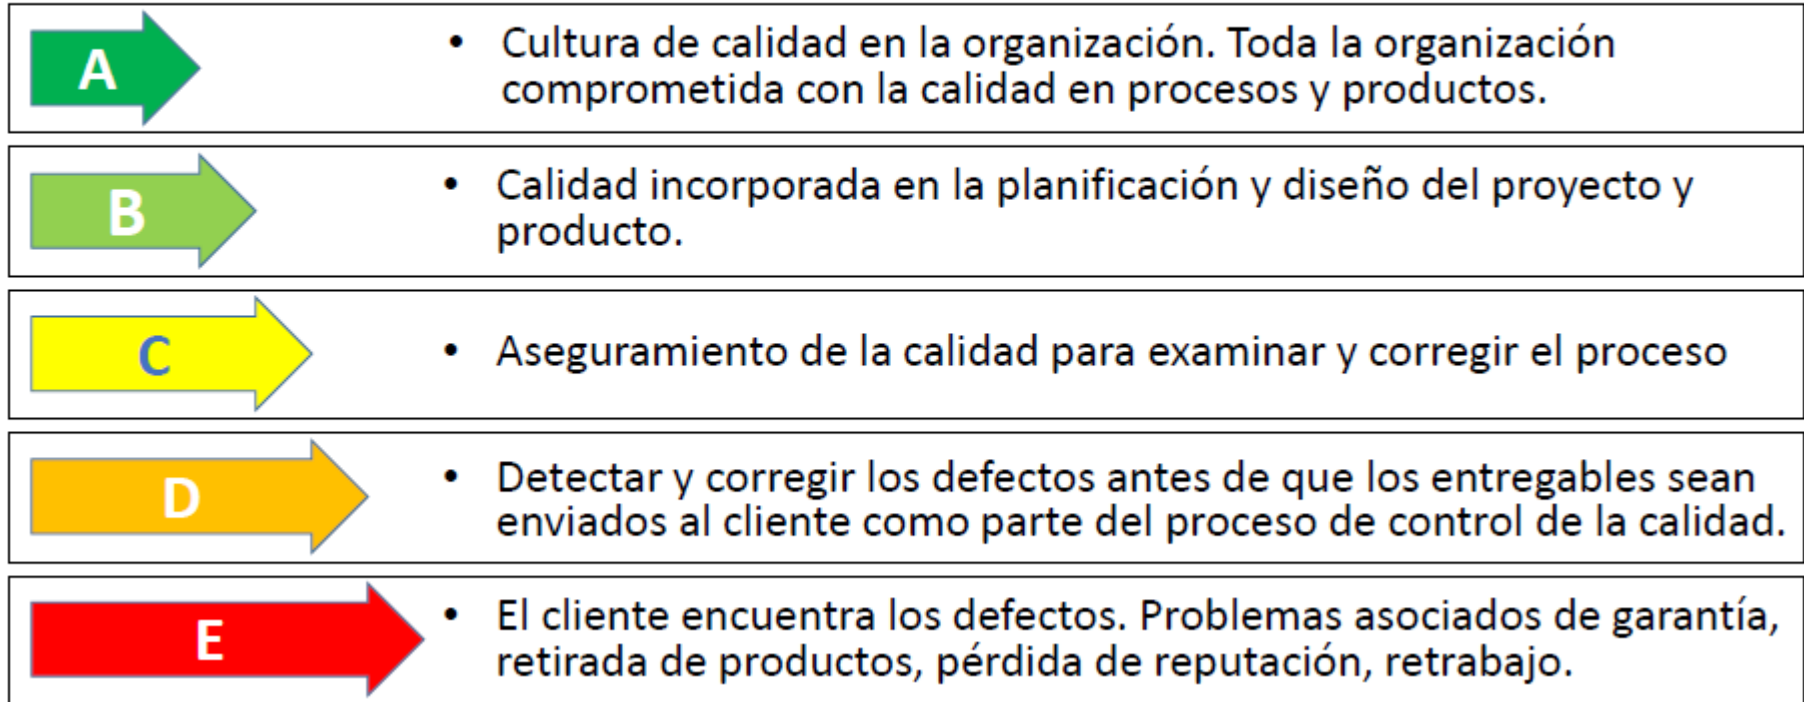 A
• Cultura de calidad en la organización. Toda la organización
comprometida con la calidad en procesos y productos.
B
• Calidad incorporada en la planificación y diseño del proyecto y
producto.
C
• Aseguramiento de la calidad para examinar y corregir el proceso
D
• Detectar y corregir los defectos antes de que los entregables sean
enviados al cliente como parte del proceso de control de la calidad.
E
• El cliente encuentra los defectos. Problemas asociados de garantía,
retirada de productos, pérdida de reputación, retrabajo.